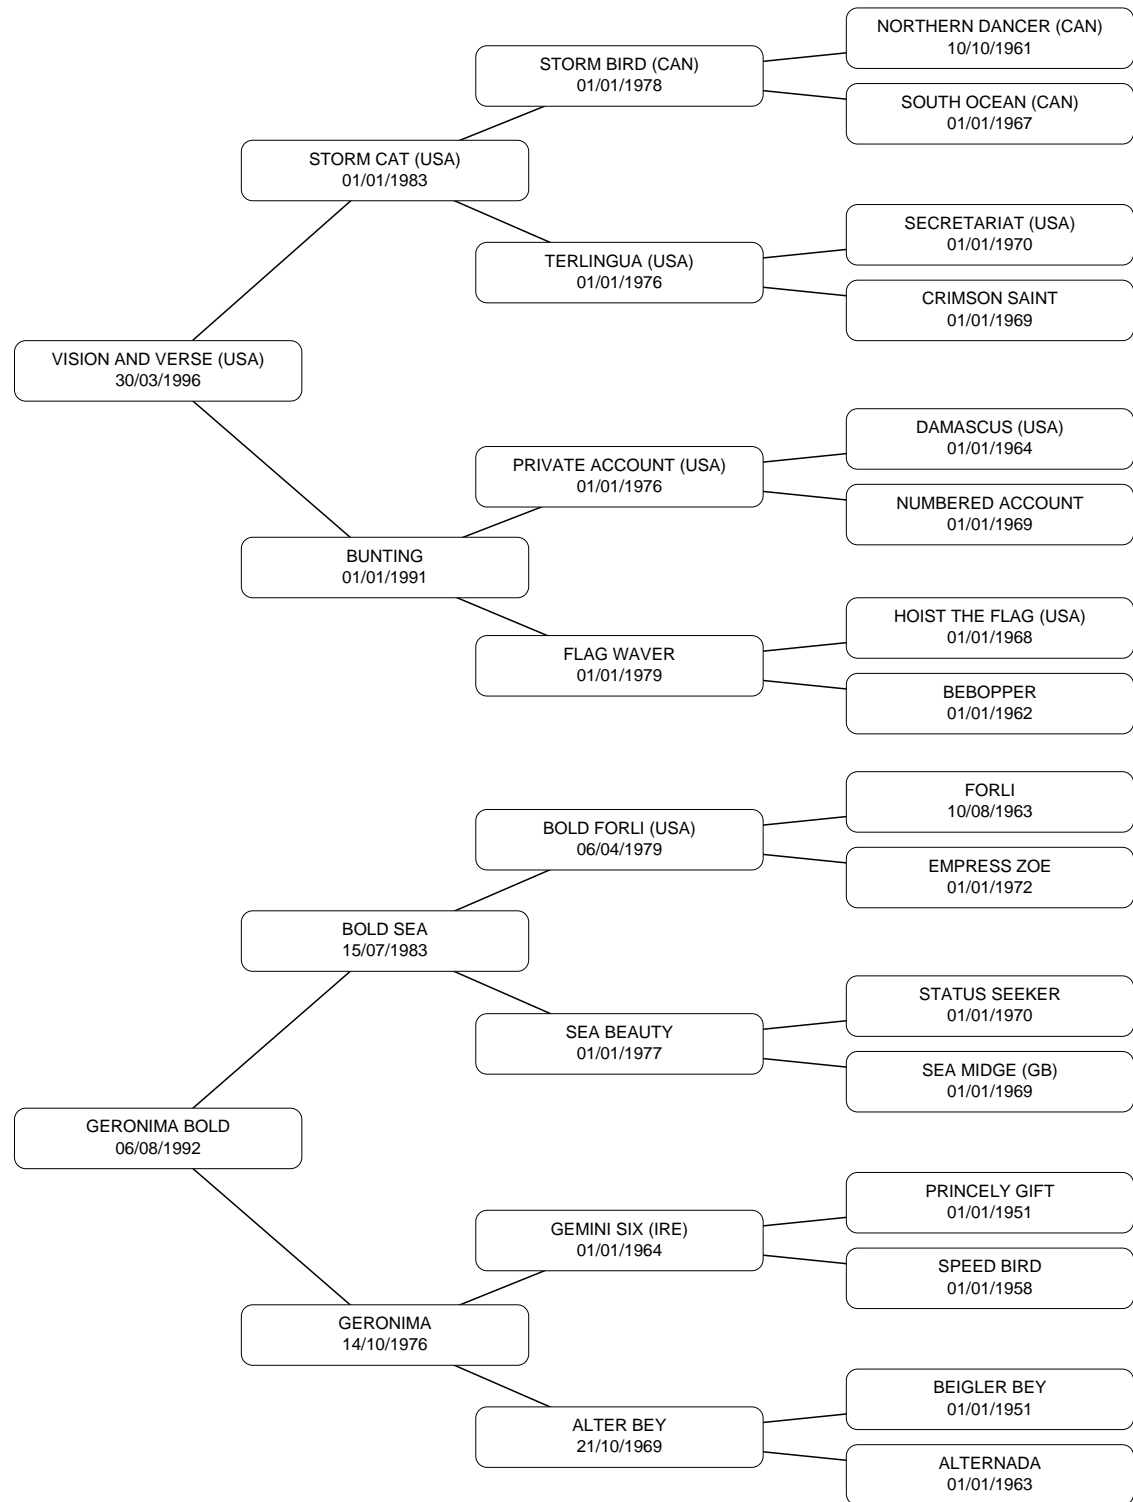 NORTHERN DANCER (CAN)
10/10/1961
STORM BIRD (CAN)
01/01/1978
SOUTH OCEAN (CAN)
01/01/1967
STORM CAT (USA)
01/01/1983
SECRETARIAT (USA)
01/01/1970
TERLINGUA (USA)
01/01/1976
CRIMSON SAINT
01/01/1969
VISION AND VERSE (USA)
30/03/1996
DAMASCUS (USA)
01/01/1964
PRIVATE ACCOUNT (USA)
01/01/1976
NUMBERED ACCOUNT
01/01/1969
BUNTING
01/01/1991
HOIST THE FLAG (USA)
01/01/1968
FLAG WAVER
01/01/1979
BEBOPPER
01/01/1962
FORLI
10/08/1963
BOLD FORLI (USA)
06/04/1979
EMPRESS ZOE
01/01/1972
BOLD SEA
15/07/1983
STATUS SEEKER
01/01/1970
SEA BEAUTY
01/01/1977
SEA MIDGE (GB)
01/01/1969
GERONIMA BOLD
06/08/1992
PRINCELY GIFT
01/01/1951
GEMINI SIX (IRE)
01/01/1964
SPEED BIRD
01/01/1958
GERONIMA
14/10/1976
BEIGLER BEY
01/01/1951
ALTER BEY
21/10/1969
ALTERNADA
01/01/1963